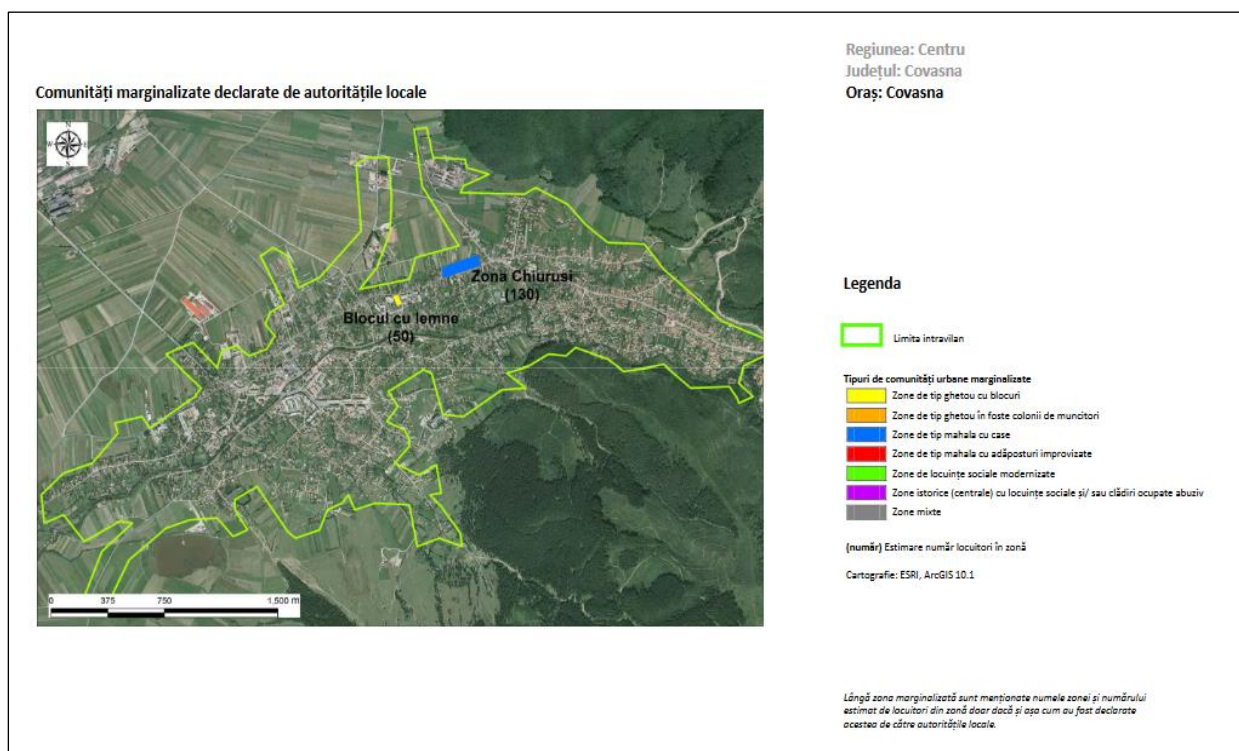 Regiunea: Centru
Județul: Covasna
Oraș: Covasna
Comunități marginalizate declarate de autoritățile locale
N
W E
S
Zona Chiurusi
(130)
Blocul cu lemne
(50)
0 375 750 1,500 m
Legenda
Limita intravilan
Tipuri de comunități urbane marginalizate
Zone de tip ghetou cu blocuri
Zone de tip ghetou în foste colonii de muncitori
Zone de tip mahala cu case
Zone de tip mahala cu adăposturi improvizate
Zone de locuințe sociale modernizate
Zone istorice (centrale) cu locuințe sociale și/ sau clădiri ocupate abuziv
Zone mixte
(număr) Estimare număr locuitori în zonă
Cartografie: ESRI, ArcGIS 10.1
Lângă zona marginalizată sunt menționate numele zonei și numărului
estimat de locuitori din zonă doar dacă și așa cum au fost declarate
acestea de către autoritățile locale.